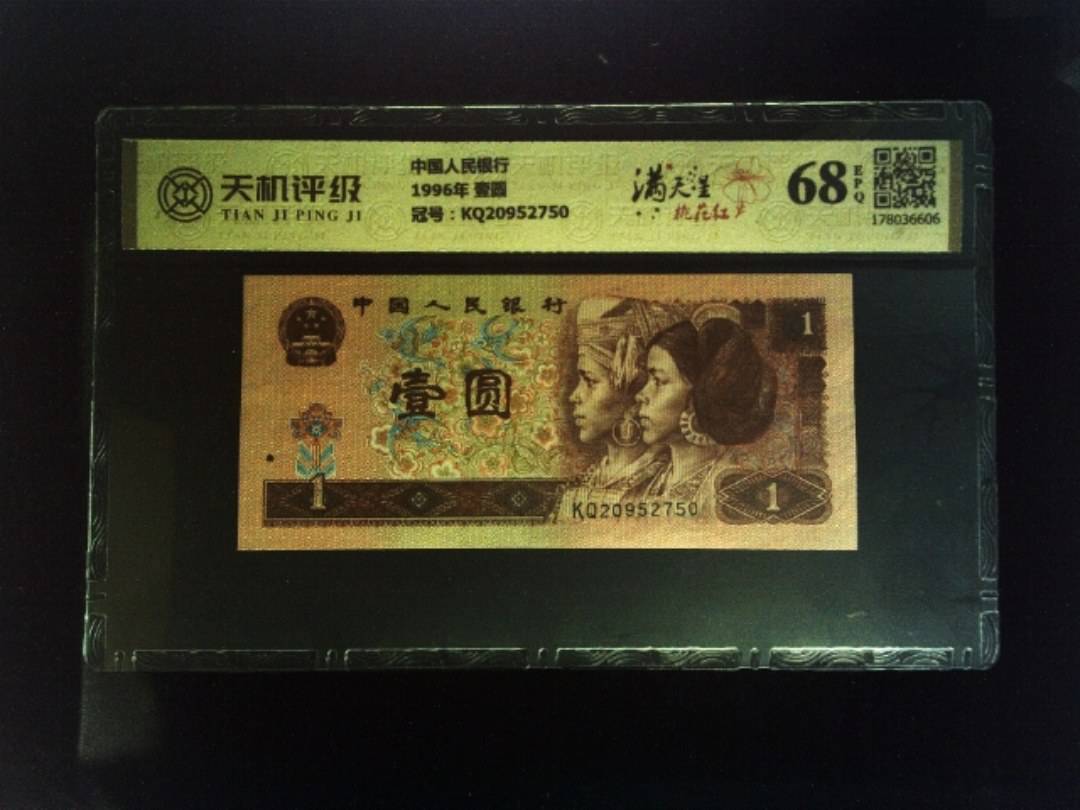 天机评级
TIAN JI PING JI
中国人民银行
1996年 壹圆
冠号：KQ20952750
满天星
桃花红
68
EPQ
178036606
中国人民银行
1
壹圆
1
KQ20952750
1